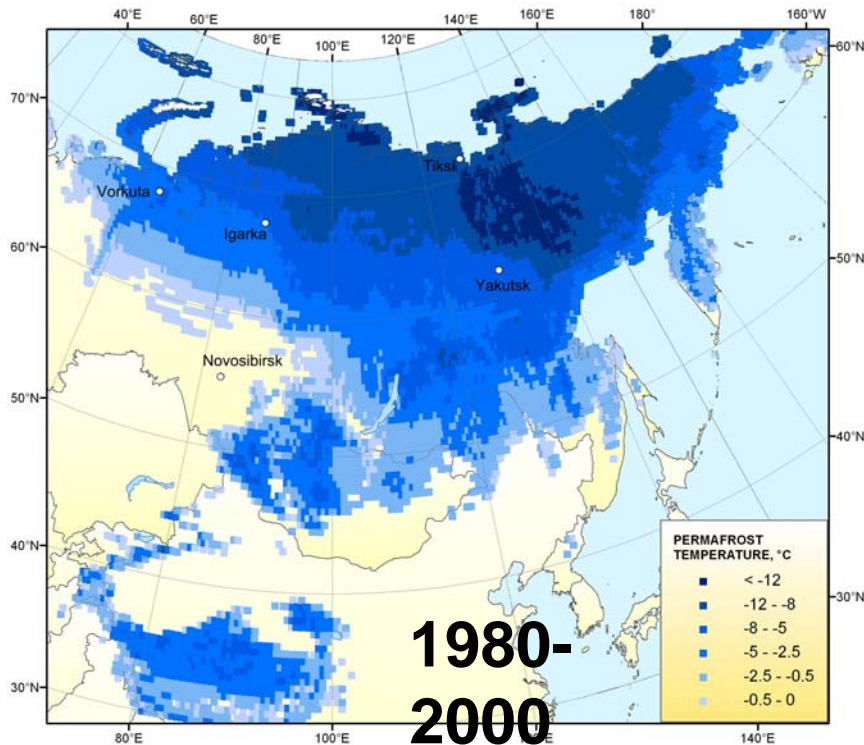 40°E 60°E 80°E 100°E 120°E 140°E 160°E 180° 160°W
60°N
70°N
Tiksi
Vorkuta
Igarka
60°N
50°N
Yakutsk
Novosibirsk
50°N
40°N
PERMAFROST
TEMPERATURE, °C
< -12
-12 - -8
-8 - -5
-5 - -2.5
-2.5 - -0.5
-0.5 - 0
40°N
30°N
1980-
2000
30°N
80°E 100°E 120°E 140°E